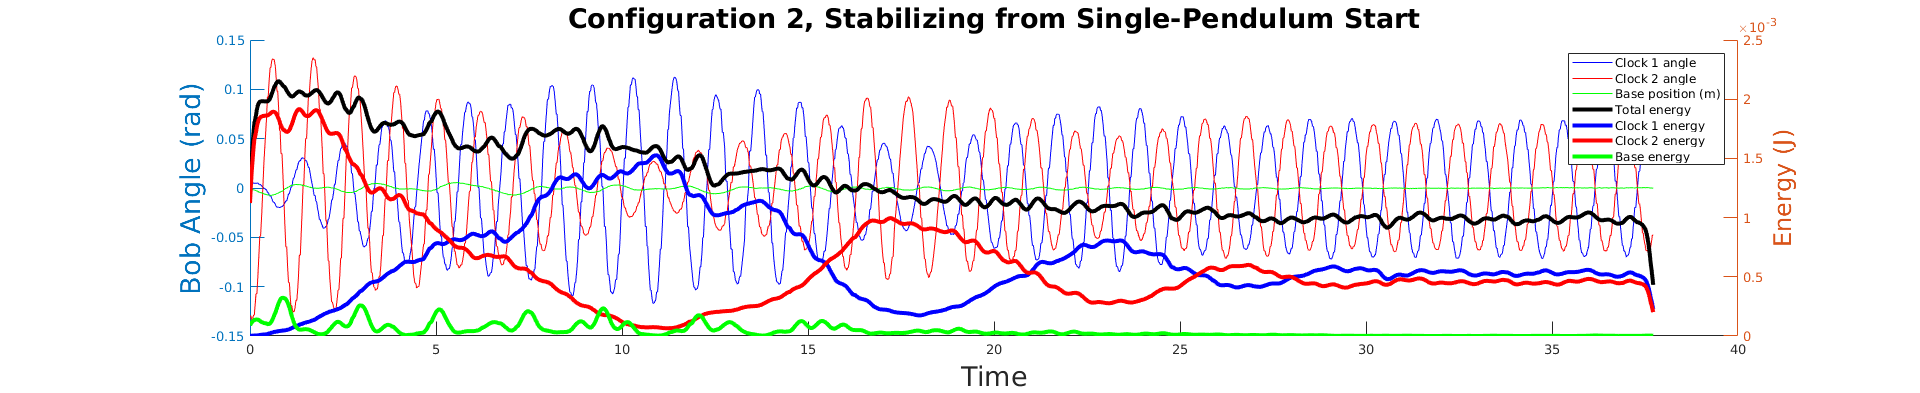 Configuration 2, Stabilizing from Single-Pendulum Start
×10-3
0.15
0.1
0.05
0
-0.05
-0.1
-0.15
Bob Angle (rad)
2.5
2
1.5
1
0.5
0
Energy (J)
Clock 1 angle
Clock 2 angle
Base position (m)
Total energy
Clock 1 energy
Clock 2 energy
Base energy
0 5 10 15 20 25 30 35 40
Time